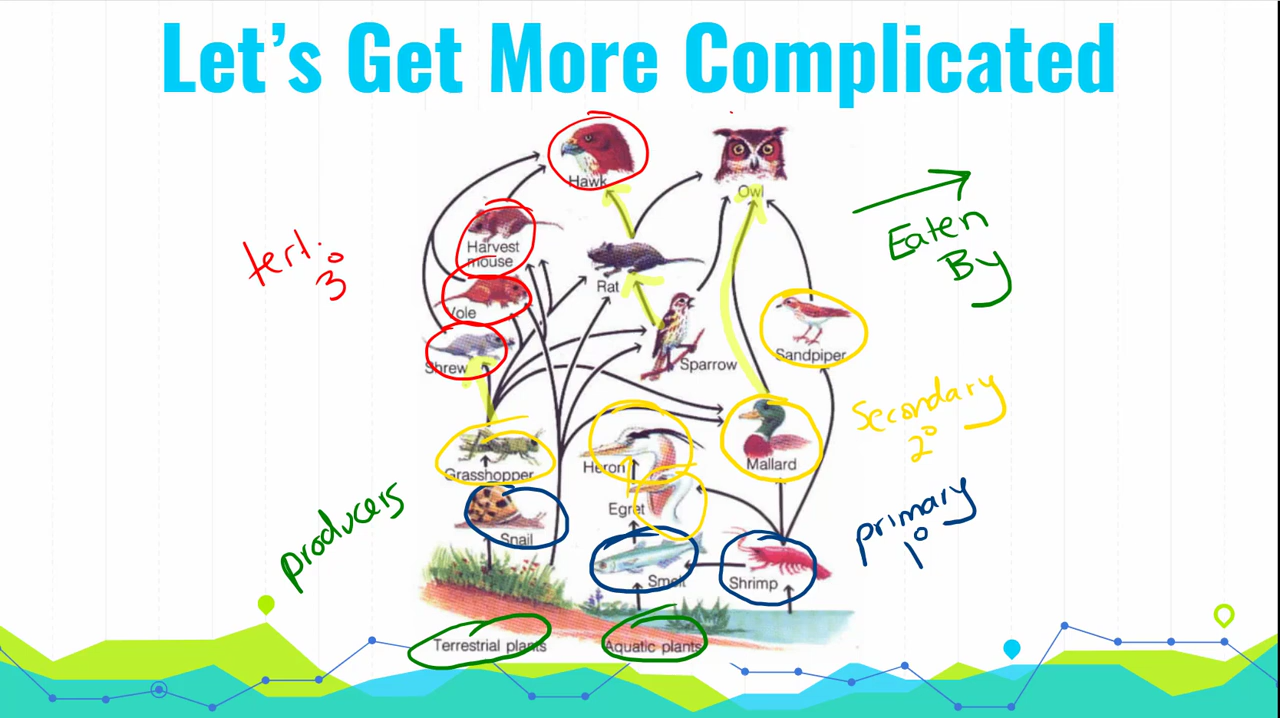 Let's Get More Complicated
Hawk
Owl
Harvest
mouse
tert.
3°
Eaten
By
Rat
Vole
Shrew
Sparrow
Sandpiper
Secondary
2°
Grasshopper
Heron
Mallard
producers
Egret
primary
1°
Snail
Smelt
Shrimp
Terrestrial plants
Aquatic plants